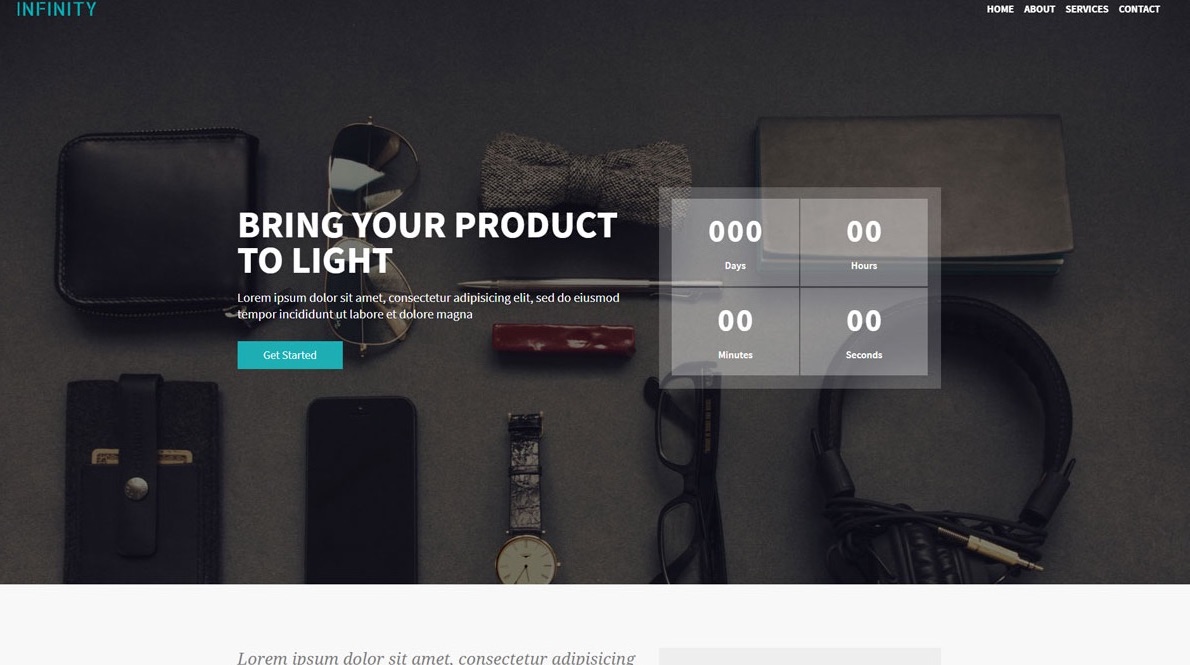 INFINITY
HOME ABOUT SERVICES CONTACT
BRING YOUR PRODUCT
TO LIGHT
Lorem ipsum dolor sit amet, consectetur adipisicing elit, sed do eiusmod
tempor incididunt ut labore et dolore magna
Get Started
000 00
Days Hours
00 00
Minutes Seconds
Lorem ipsum dolor sit amet, consectetur adipisicing